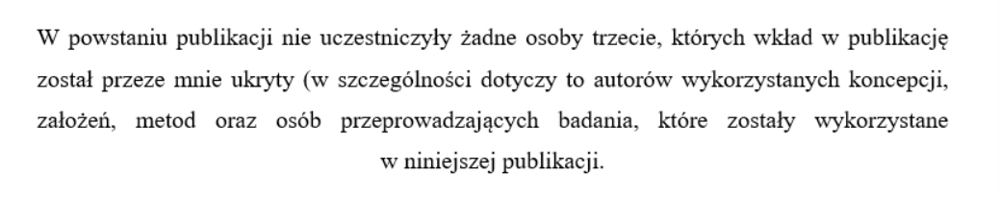 W powstaniu publikacji nie uczestniczyły żadne osoby trzecie, których wkład w publikację
został przeze mnie ukryty (w szczególności dotyczy to autorów wykorzystanych koncepcji,
założeń, metod oraz osób przeprowadzających badania, które zostały wykorzystane
w niniejszej publikacji.